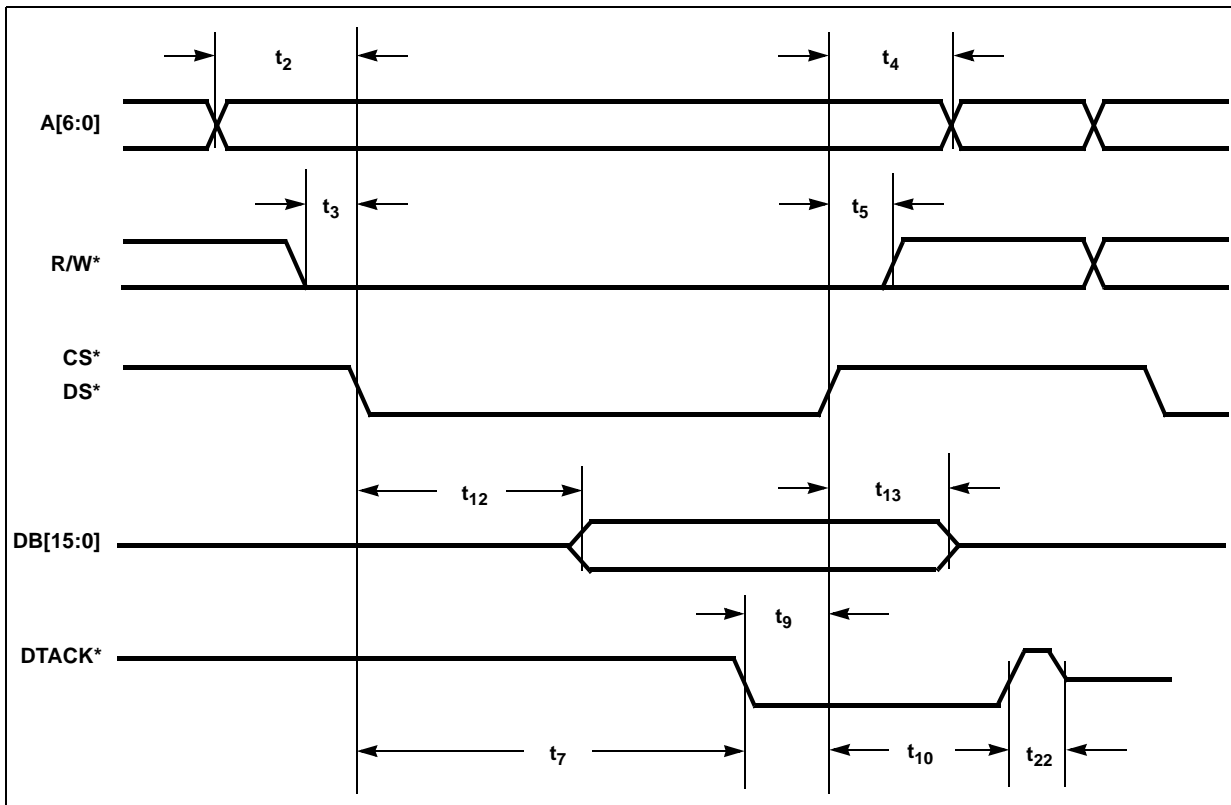 t2
t4
A[6:0]
t3
t5
R/W*
CS*
DS*
t12
t13
DB[15:0]
t9
DTACK*
t7
t10
t22